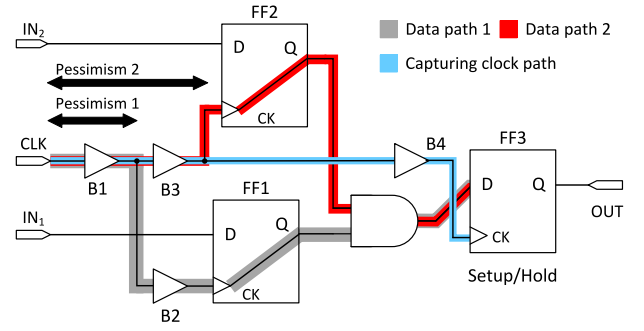 FF2
IN₂
D
Q
CK
Data path 1
Data path 2
Capturing clock path
Pessimism 2
Pessimism 1
CLK
B1
B3
B4
FF3
D
Q
CK
OUT
Setup/Hold
FF1
IN₁
D
Q
CK
B2